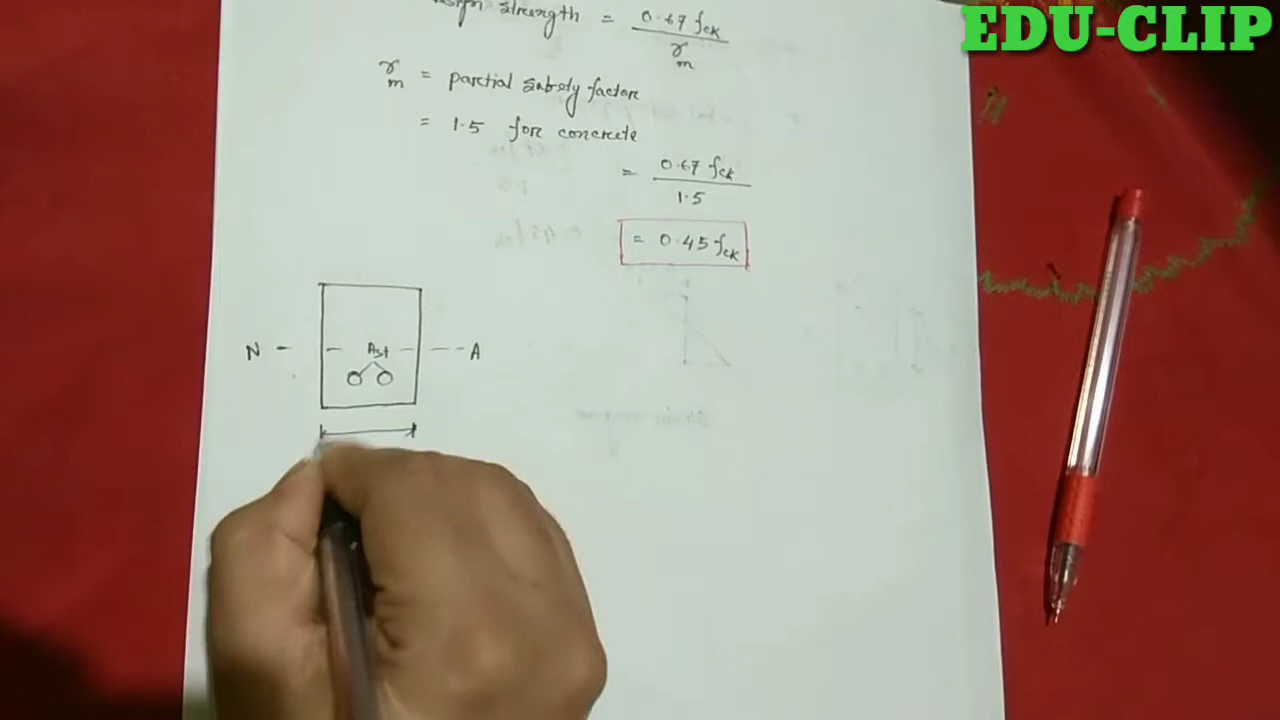 EDU-CLIP
strength = 0.67 fck / γm
γm = partial safety factor
= 1.5 for concrete
= 0.67 fck / 1.5
= 0.45 fck
N - - Ast - - - - A